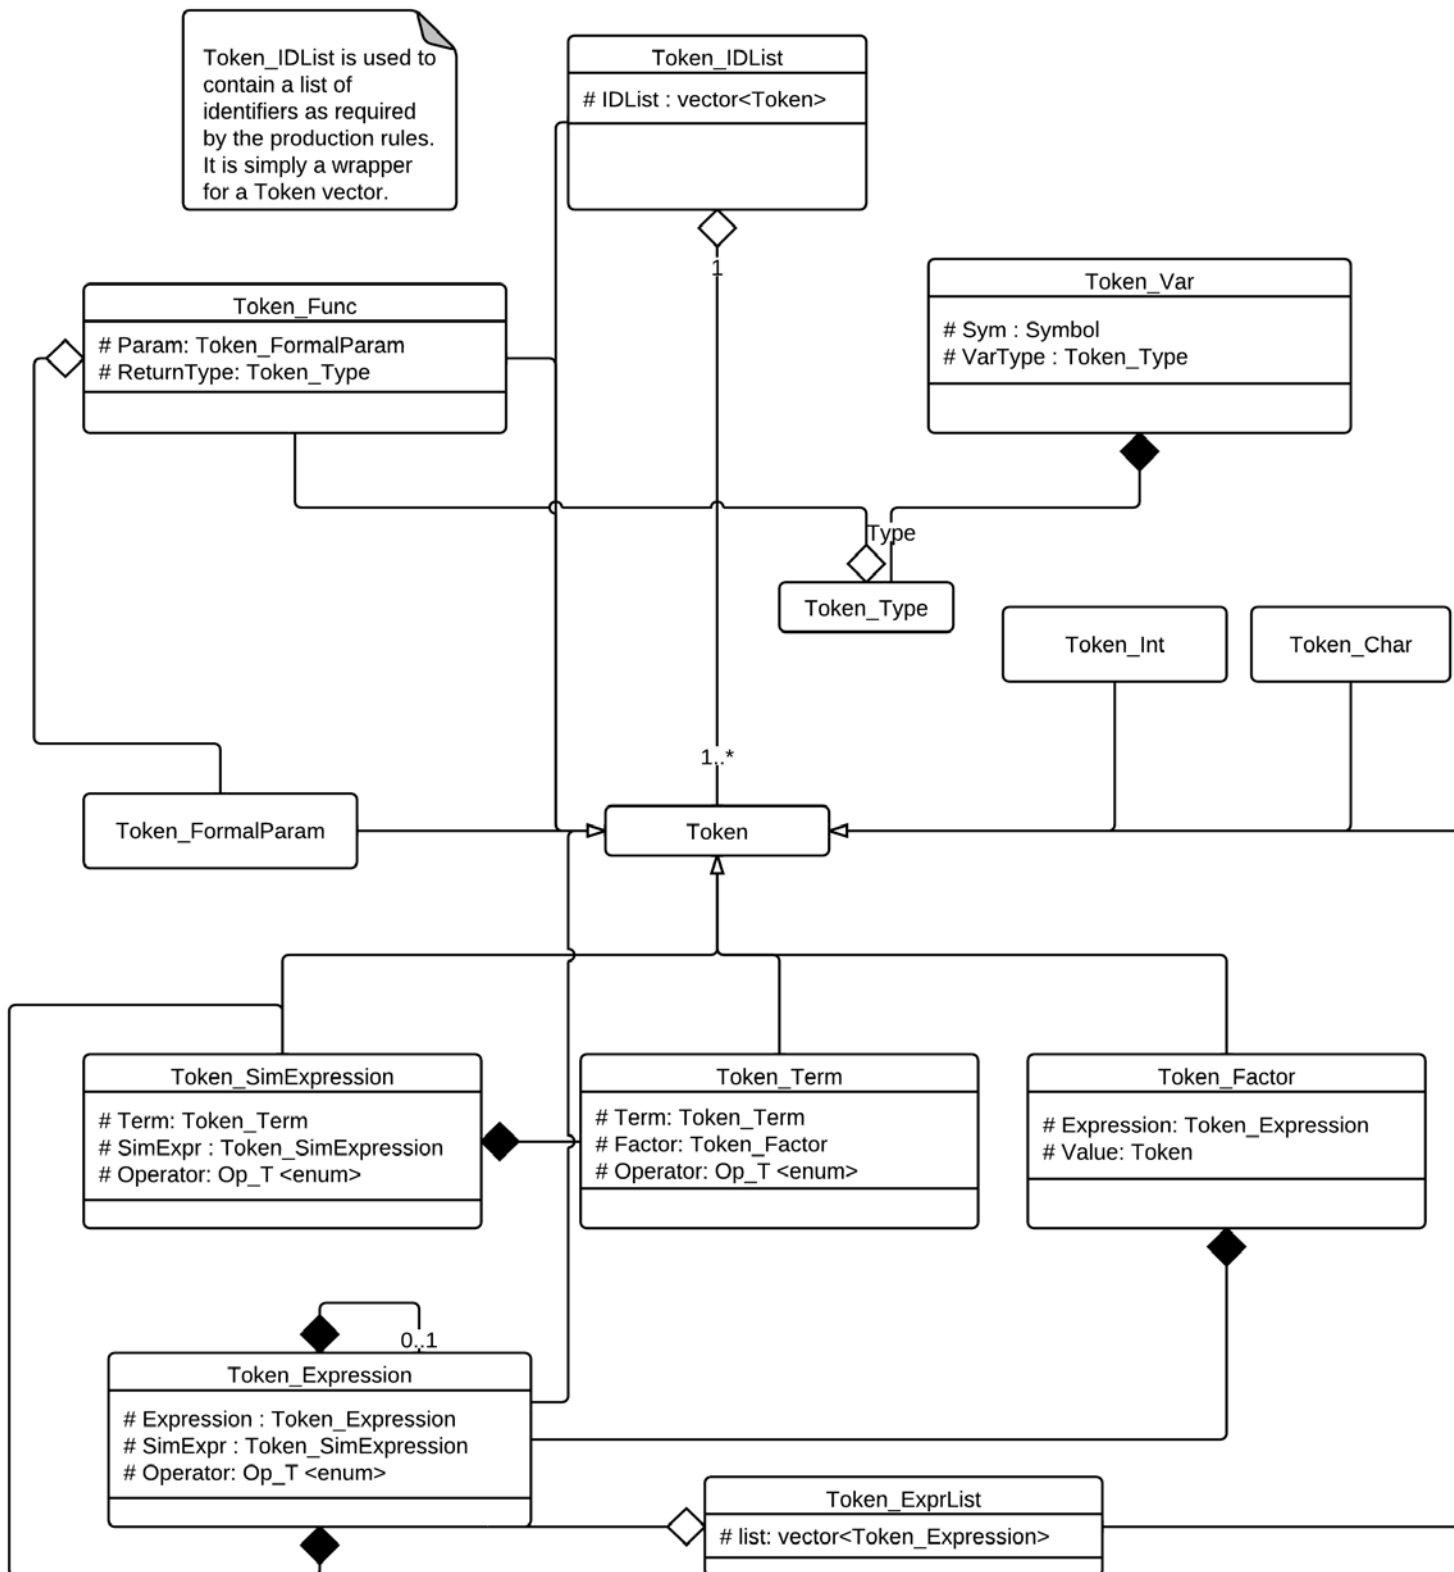 Token_IDList is used to
contain a list of
identifiers as required
by the production rules.
It is simply a wrapper
for a Token vector.
Token_IDList
# IDList : vector<Token>
1
Token_Func
# Param: Token_FormalParam
# ReturnType: Token_Type
Token_Var
# Sym : Symbol
# VarType : Token_Type
Type
Token_Type
Token_Int
Token_Char
1..*
Token_FormalParam
Token
Token_SimExpression
# Term: Token_Term
# SimExpr : Token_SimExpression
# Operator: Op_T <enum>
Token_Term
# Term: Token_Term
# Factor: Token_Factor
# Operator: Op_T <enum>
Token_Factor
# Expression: Token_Expression
# Value: Token
0..1
Token_Expression
# Expression : Token_Expression
# SimExpr : Token_SimExpression
# Operator: Op_T <enum>
Token_ExprList
# list: vector<Token_Expression>